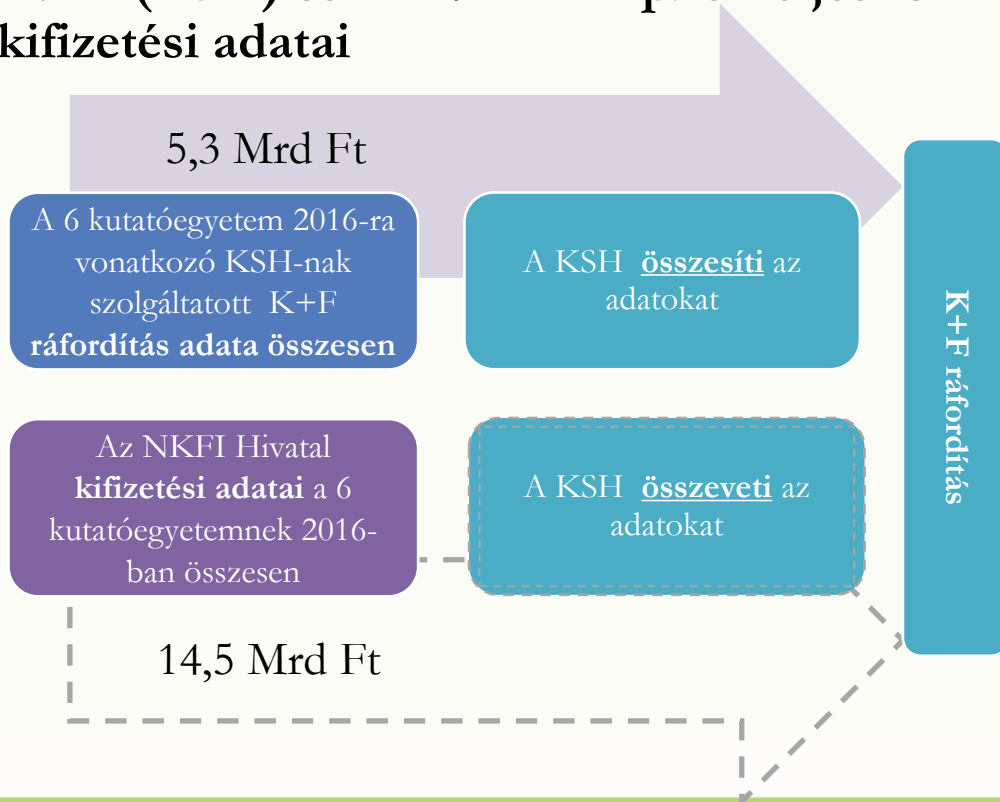 kifizetési adatai
5,3 Mrd Ft
A 6 kutatóegyetem 2016-ra
vonatkozó KSH-nak
szolgáltatott K+F
ráfordítás adata összesen
A KSH összesíti az
adatokat
Az NKFI Hivatal
kifizetési adatai a 6
kutatóegyetemnek 2016-
ban összesen
A KSH összeveti az
adatokat
14,5 Mrd Ft
K+F ráfordítás